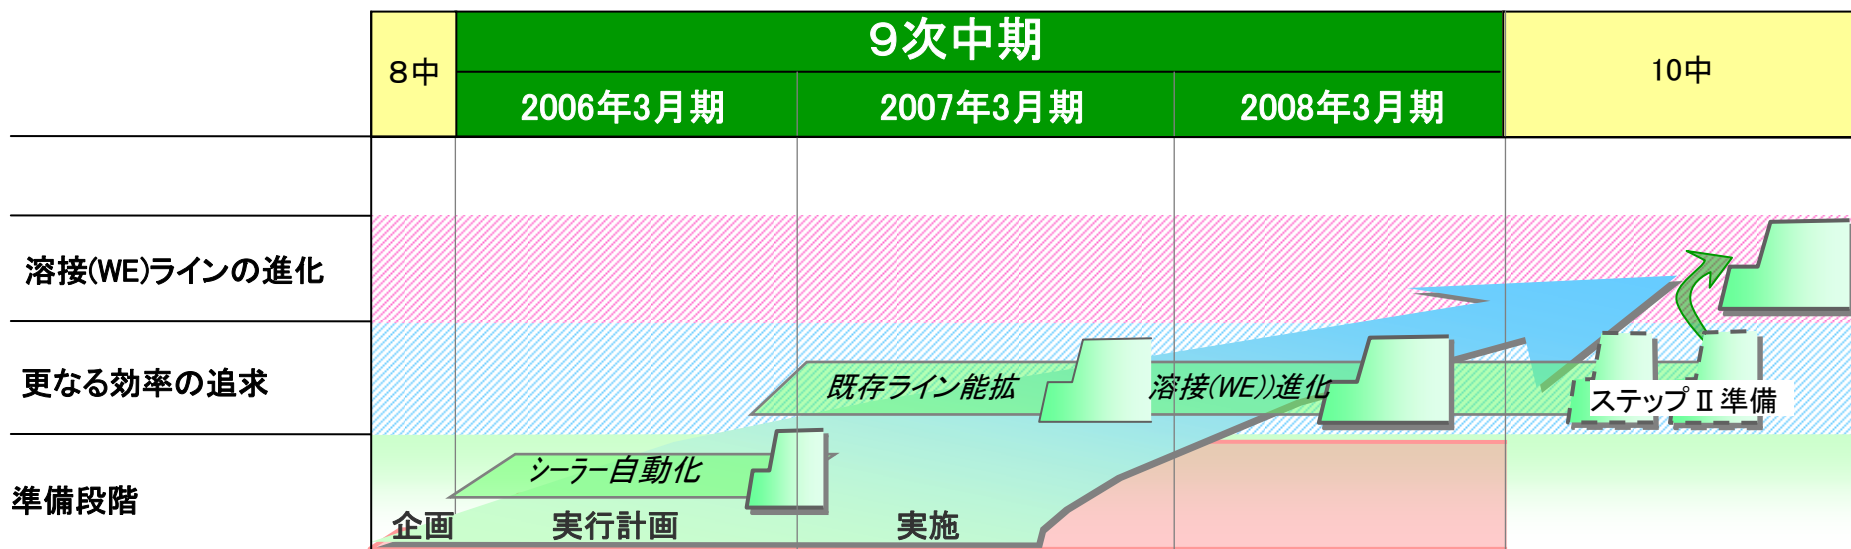 9次中期
8中
10中
2006年3月期
2007年3月期
2008年3月期
溶接(WE)ラインの進化
更なる効率の追求
既存ライン能拡
溶接(WE))進化
ステップⅡ準備
シーラー自動化
準備段階
企画
実行計画
実施